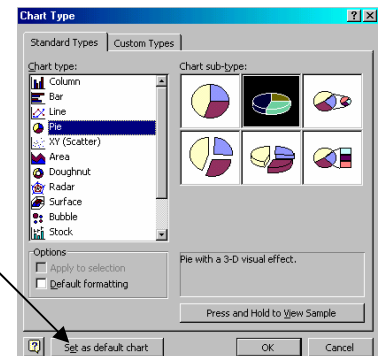 Chart Type
Standard Types
Custom Types
Chart type:
Column
Bar
Line
Pie
XY (Scatter)
Area
Doughnut
Radar
Surface
Bubble
Stock
Chart sub-type:
Options
Apply to selection
Default formatting
Pie with a 3-D visual effect.
Press and Hold to View Sample
Set as default chart
OK
Cancel